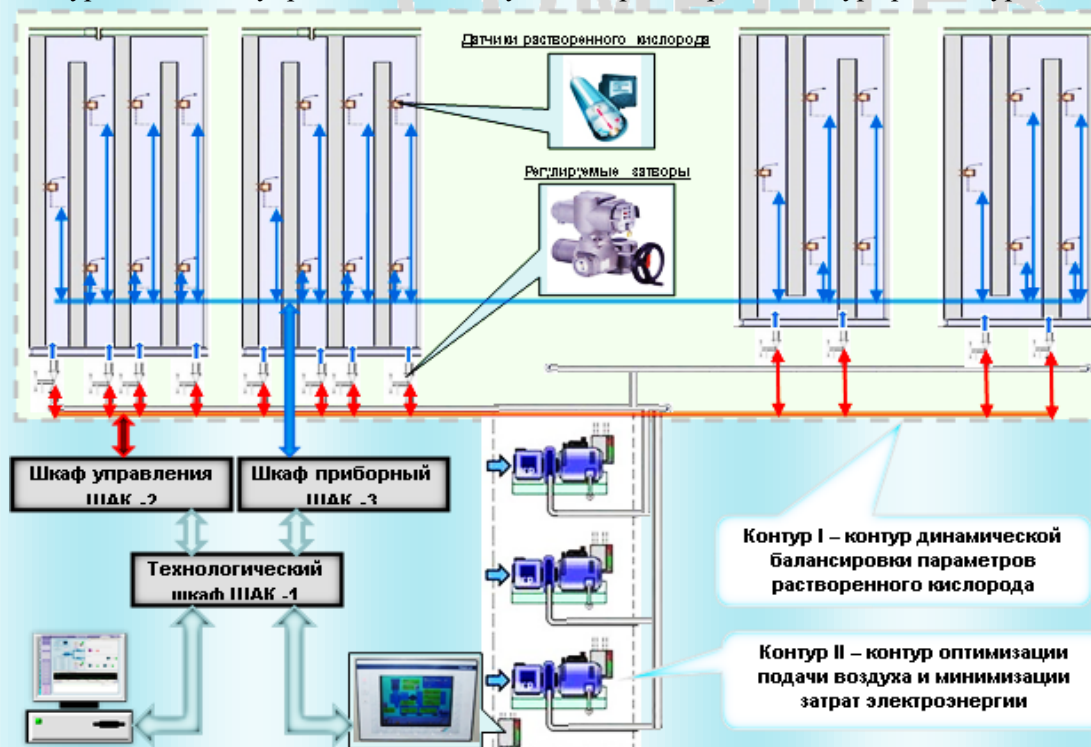 Датчики растворенного кислорода
Регулируемые затворы
Шкаф управления
ШАК -2
Шкаф приборный
ШАК -3
Технологический
шкаф ШАК -1
Контур I – контур динамической
балансировки параметров
растворенного кислорода
Контур II – контур оптимизации
подачи воздуха и минимизации
затрат электроэнергии